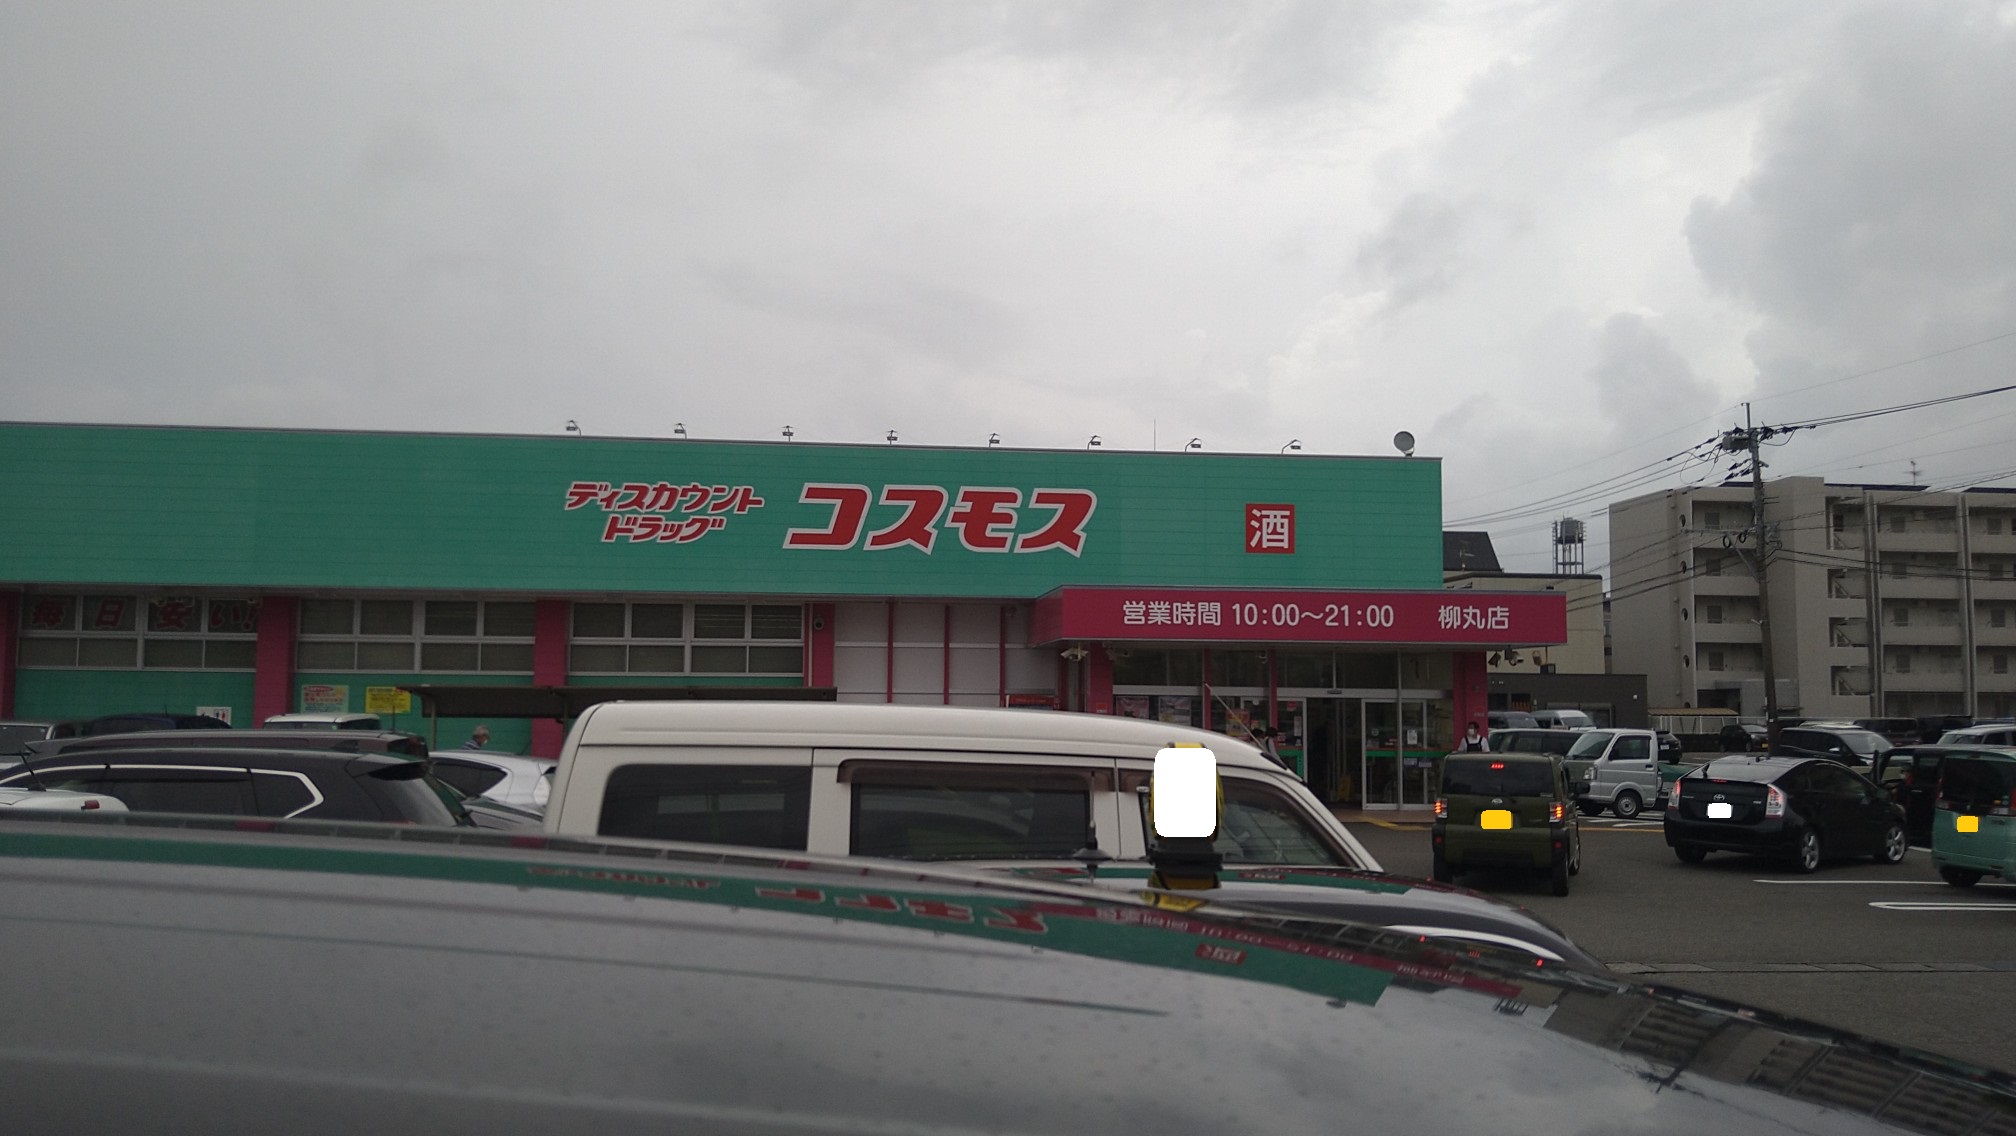 ディスカウント
ドラッグ
コスモス
酒
営業時間 10:00～21:00 柳丸店
毎日安い!